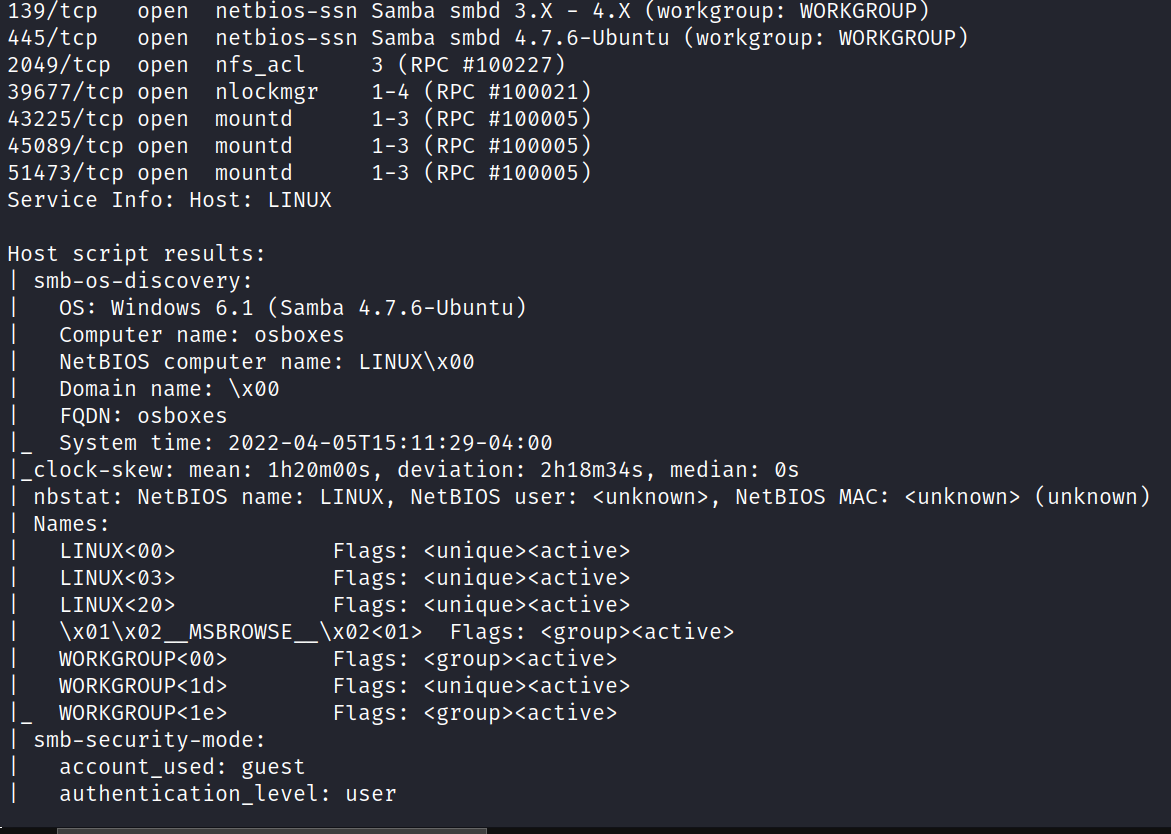 139/tcp   open  netbios-ssn Samba smbd 3.X - 4.X (workgroup: WORKGROUP)
445/tcp   open  netbios-ssn Samba smbd 4.7.6-Ubuntu (workgroup: WORKGROUP)
2049/tcp  open  nfs_acl     3 (RPC #100227)
39677/tcp open  nlockmgr    1-4 (RPC #100021)
43225/tcp open  mountd      1-3 (RPC #100005)
45089/tcp open  mountd      1-3 (RPC #100005)
51473/tcp open  mountd      1-3 (RPC #100005)
Service Info: Host: LINUX

Host script results:
| smb-os-discovery:
|   OS: Windows 6.1 (Samba 4.7.6-Ubuntu)
|   Computer name: osboxes
|   NetBIOS computer name: LINUX\x00
|   Domain name: \x00
|   FQDN: osboxes
|_  System time: 2022-04-05T15:11:29-04:00
|_clock-skew: mean: 1h20m00s, deviation: 2h18m34s, median: 0s
| nbstat: NetBIOS name: LINUX, NetBIOS user: <unknown>, NetBIOS MAC: <unknown> (unknown)
| Names:
|   LINUX<00>            Flags: <unique><active>
|   LINUX<03>            Flags: <unique><active>
|   LINUX<20>            Flags: <unique><active>
|   \x01\x02__MSBROWSE__\x02<01>  Flags: <group><active>
|   WORKGROUP<00>        Flags: <group><active>
|   WORKGROUP<1d>        Flags: <unique><active>
|_  WORKGROUP<1e>        Flags: <group><active>
| smb-security-mode:
|   account_used: guest
|   authentication_level: user